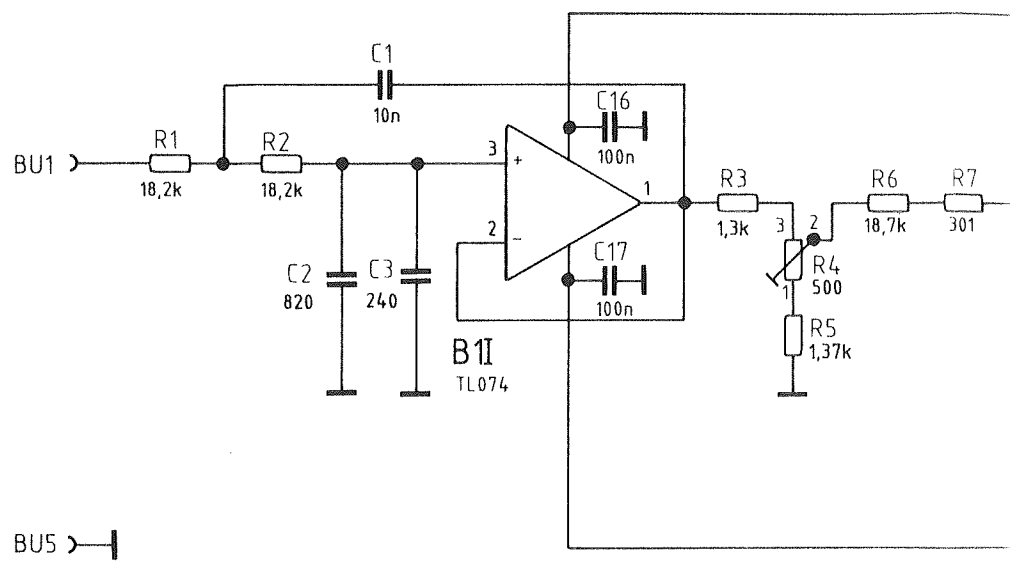 C1
10n
C16
100n
BU1
R1
18,2k
R2
18,2k
3
+
1
2
−
R3
1,3k
3
2
R6
18,7k
R7
301
R4
500
1
C2
820
C3
240
C17
100n
R5
1,37k
B1I
TL074
BU5